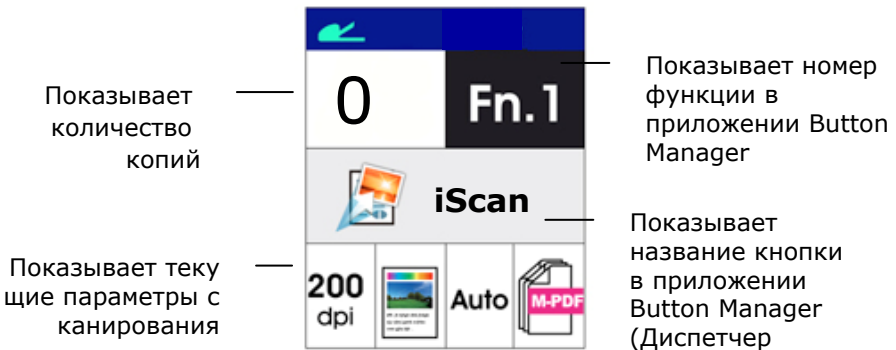 Показывает
количество
копий
Показывает теку
щие параметры с
канирования
0
Fn.1
iScan
200
dpi
Auto
M-PDF
Показывает номер
функции в
приложении Button
Manager
Показывает
название кнопки
в приложении
Button Manager
(Диспетчер